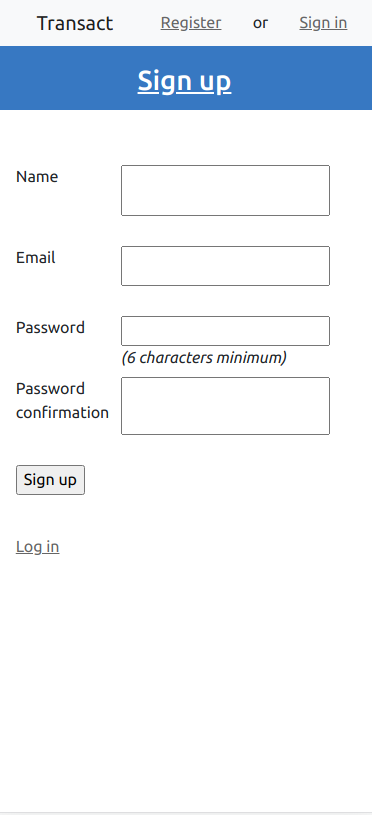 Transact Register or Sign in
Sign up
Name
Email
Password
(6 characters minimum)
Password
confirmation
Sign up
Log in